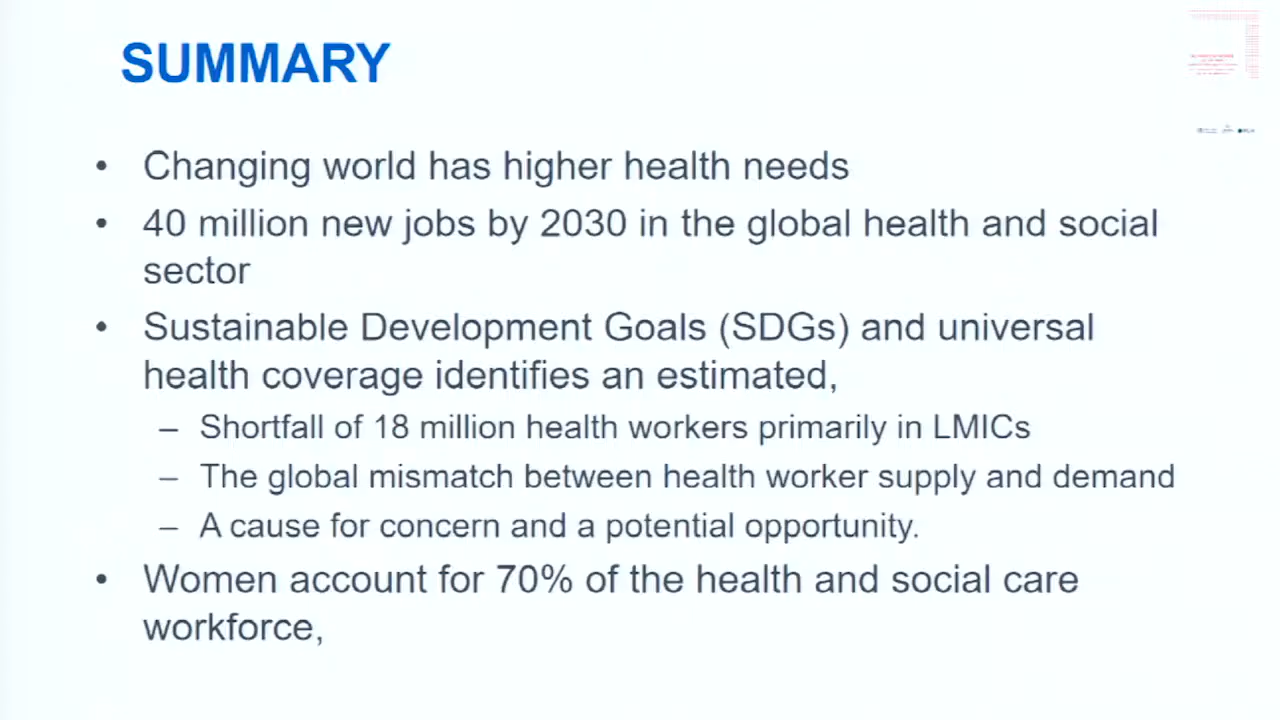 SUMMARY
• Changing world has higher health needs
• 40 million new jobs by 2030 in the global health and social
sector
• Sustainable Development Goals (SDGs) and universal
health coverage identifies an estimated,
– Shortfall of 18 million health workers primarily in LMICs
– The global mismatch between health worker supply and demand
– A cause for concern and a potential opportunity.
• Women account for 70% of the health and social care
workforce,